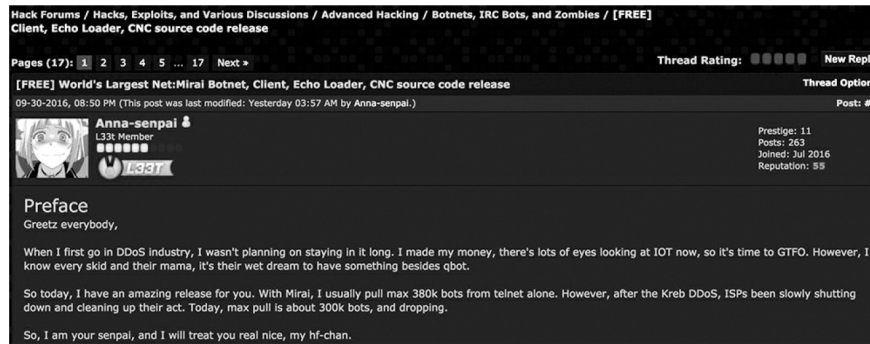 Hack Forums / Hacks, Exploits, and Various Discussions / Advanced Hacking / Botnets, IRC Bots, and Zombies / [FREE]
Client, Echo Loader, CNC source code release
Pages (17): 1 2 3 4 5 ... 17 Next »
Thread Rating:
New Repl
[FREE] World's Largest Net:Mirai Botnet, Client, Echo Loader, CNC source code release
Thread Option
09-30-2016, 08:50 PM (This post was last modified: Yesterday 03:57 AM by Anna-senpai.)
Post: #
Anna-senpai
L33t Member
L33T
Prestige: 11
Posts: 263
Joined: Jul 2016
Reputation: 55
Preface
Greetz everybody,
When I first go in DDoS industry, I wasn't planning on staying in it long. I made my money, there's lots of eyes looking at IOT now, so it's time to GTFO. However, I
know every skid and their mama, it's their wet dream to have something besides qbot.
So today, I have an amazing release for you. With Mirai, I usually pull max 380k bots from telnet alone. However, after the Kreb DDoS, ISPs been slowly shutting
down and cleaning up their act. Today, max pull is about 300k bots, and dropping.
So, I am your senpai, and I will treat you real nice, my hf-chan.